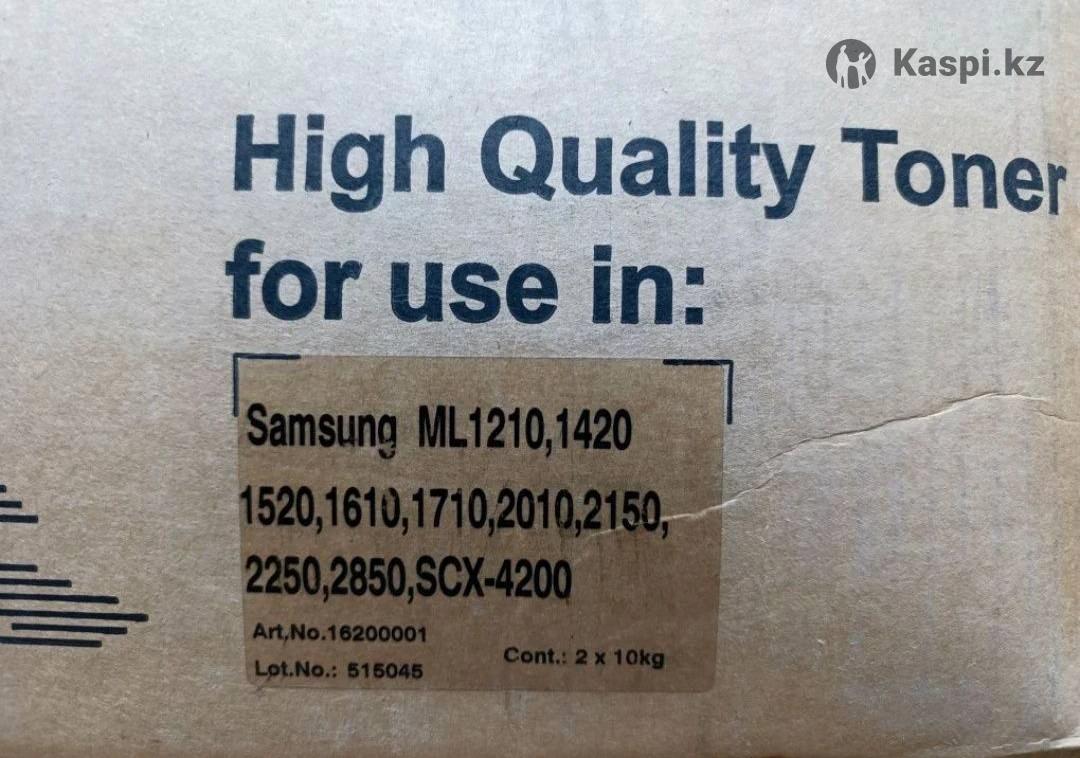 Kaspi.kz
High Quality Toner
for use in:
Samsung ML1210,1420
1520,1610,1710,2010,2150,
2250,2850,SCX-4200
Art,No.16200001
Lot.No.: 515045
Cont.: 2 x 10kg